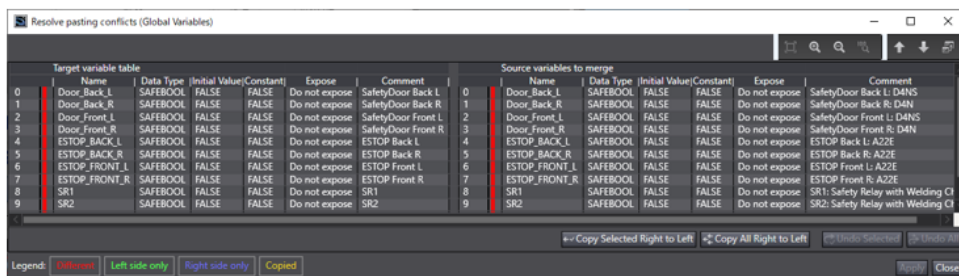 Resolve pasting conflicts (Global Variables)
Target variable table Source variables to merge
Name Data Type Initial Value Constant Expose Comment Name Data Type Initial Value Constant Expose Comment
0 Door_Back_L SAFEBOOL FALSE FALSE Do not expose SafetyDoor Back L 0 Door_Back_L SAFEBOOL FALSE FALSE Do not expose SafetyDoor Back L: D4NS
1 Door_Back_R SAFEBOOL FALSE FALSE Do not expose SafetyDoor Back R 1 Door_Back_R SAFEBOOL FALSE FALSE Do not expose SafetyDoor Back R: D4N
2 Door_Front_L SAFEBOOL FALSE FALSE Do not expose SafetyDoor Front L 2 Door_Front_L SAFEBOOL FALSE FALSE Do not expose SafetyDoor Front L: D4NS
3 Door_Front_R SAFEBOOL FALSE FALSE Do not expose SafetyDoor Front R 3 Door_Front_R SAFEBOOL FALSE FALSE Do not expose SafetyDoor Front R: D4N
4 ESTOP_BACK_L SAFEBOOL FALSE FALSE Do not expose ESTOP Back L 4 ESTOP_BACK_L SAFEBOOL FALSE FALSE Do not expose ESTOP Back L: A22E
5 ESTOP_BACK_R SAFEBOOL FALSE FALSE Do not expose ESTOP Back R 5 ESTOP_BACK_R SAFEBOOL FALSE FALSE Do not expose ESTOP Back R: A22E
6 ESTOP_FRONT_L SAFEBOOL FALSE FALSE Do not expose ESTOP Front L 6 ESTOP_FRONT_L SAFEBOOL FALSE FALSE Do not expose ESTOP Front L: A22E
7 ESTOP_FRONT_R SAFEBOOL FALSE FALSE Do not expose ESTOP Front R 7 ESTOP_FRONT_R SAFEBOOL FALSE FALSE Do not expose ESTOP Front R: A22E
8 SR1 SAFEBOOL FALSE FALSE Do not expose SR1 8 SR1 SAFEBOOL FALSE FALSE Do not expose SR1: Safety Relay with Welding Ch
9 SR2 SAFEBOOL FALSE FALSE Do not expose SR2 9 SR2 SAFEBOOL FALSE FALSE Do not expose SR2: Safety Relay with Welding Ch
Copy Selected Right to Left Copy All Right to Left Undo Selected Undo All
Legend: Different Left side only Right side only Copied Apply Close